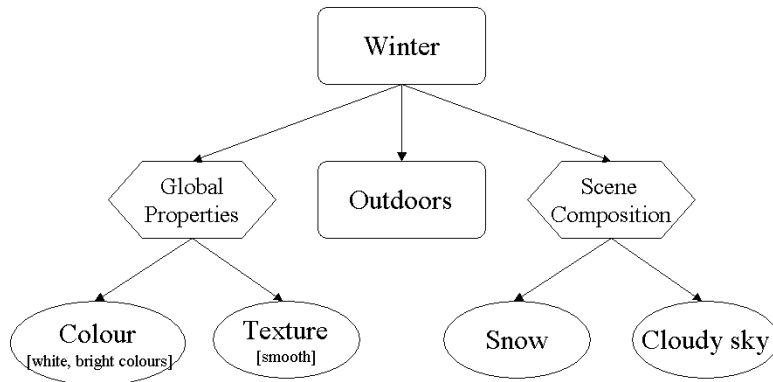 Winter
Global
Properties
Outdoors
Scene
Composition
Colour
[white, bright colours]
Texture
[smooth]
Snow
Cloudy sky